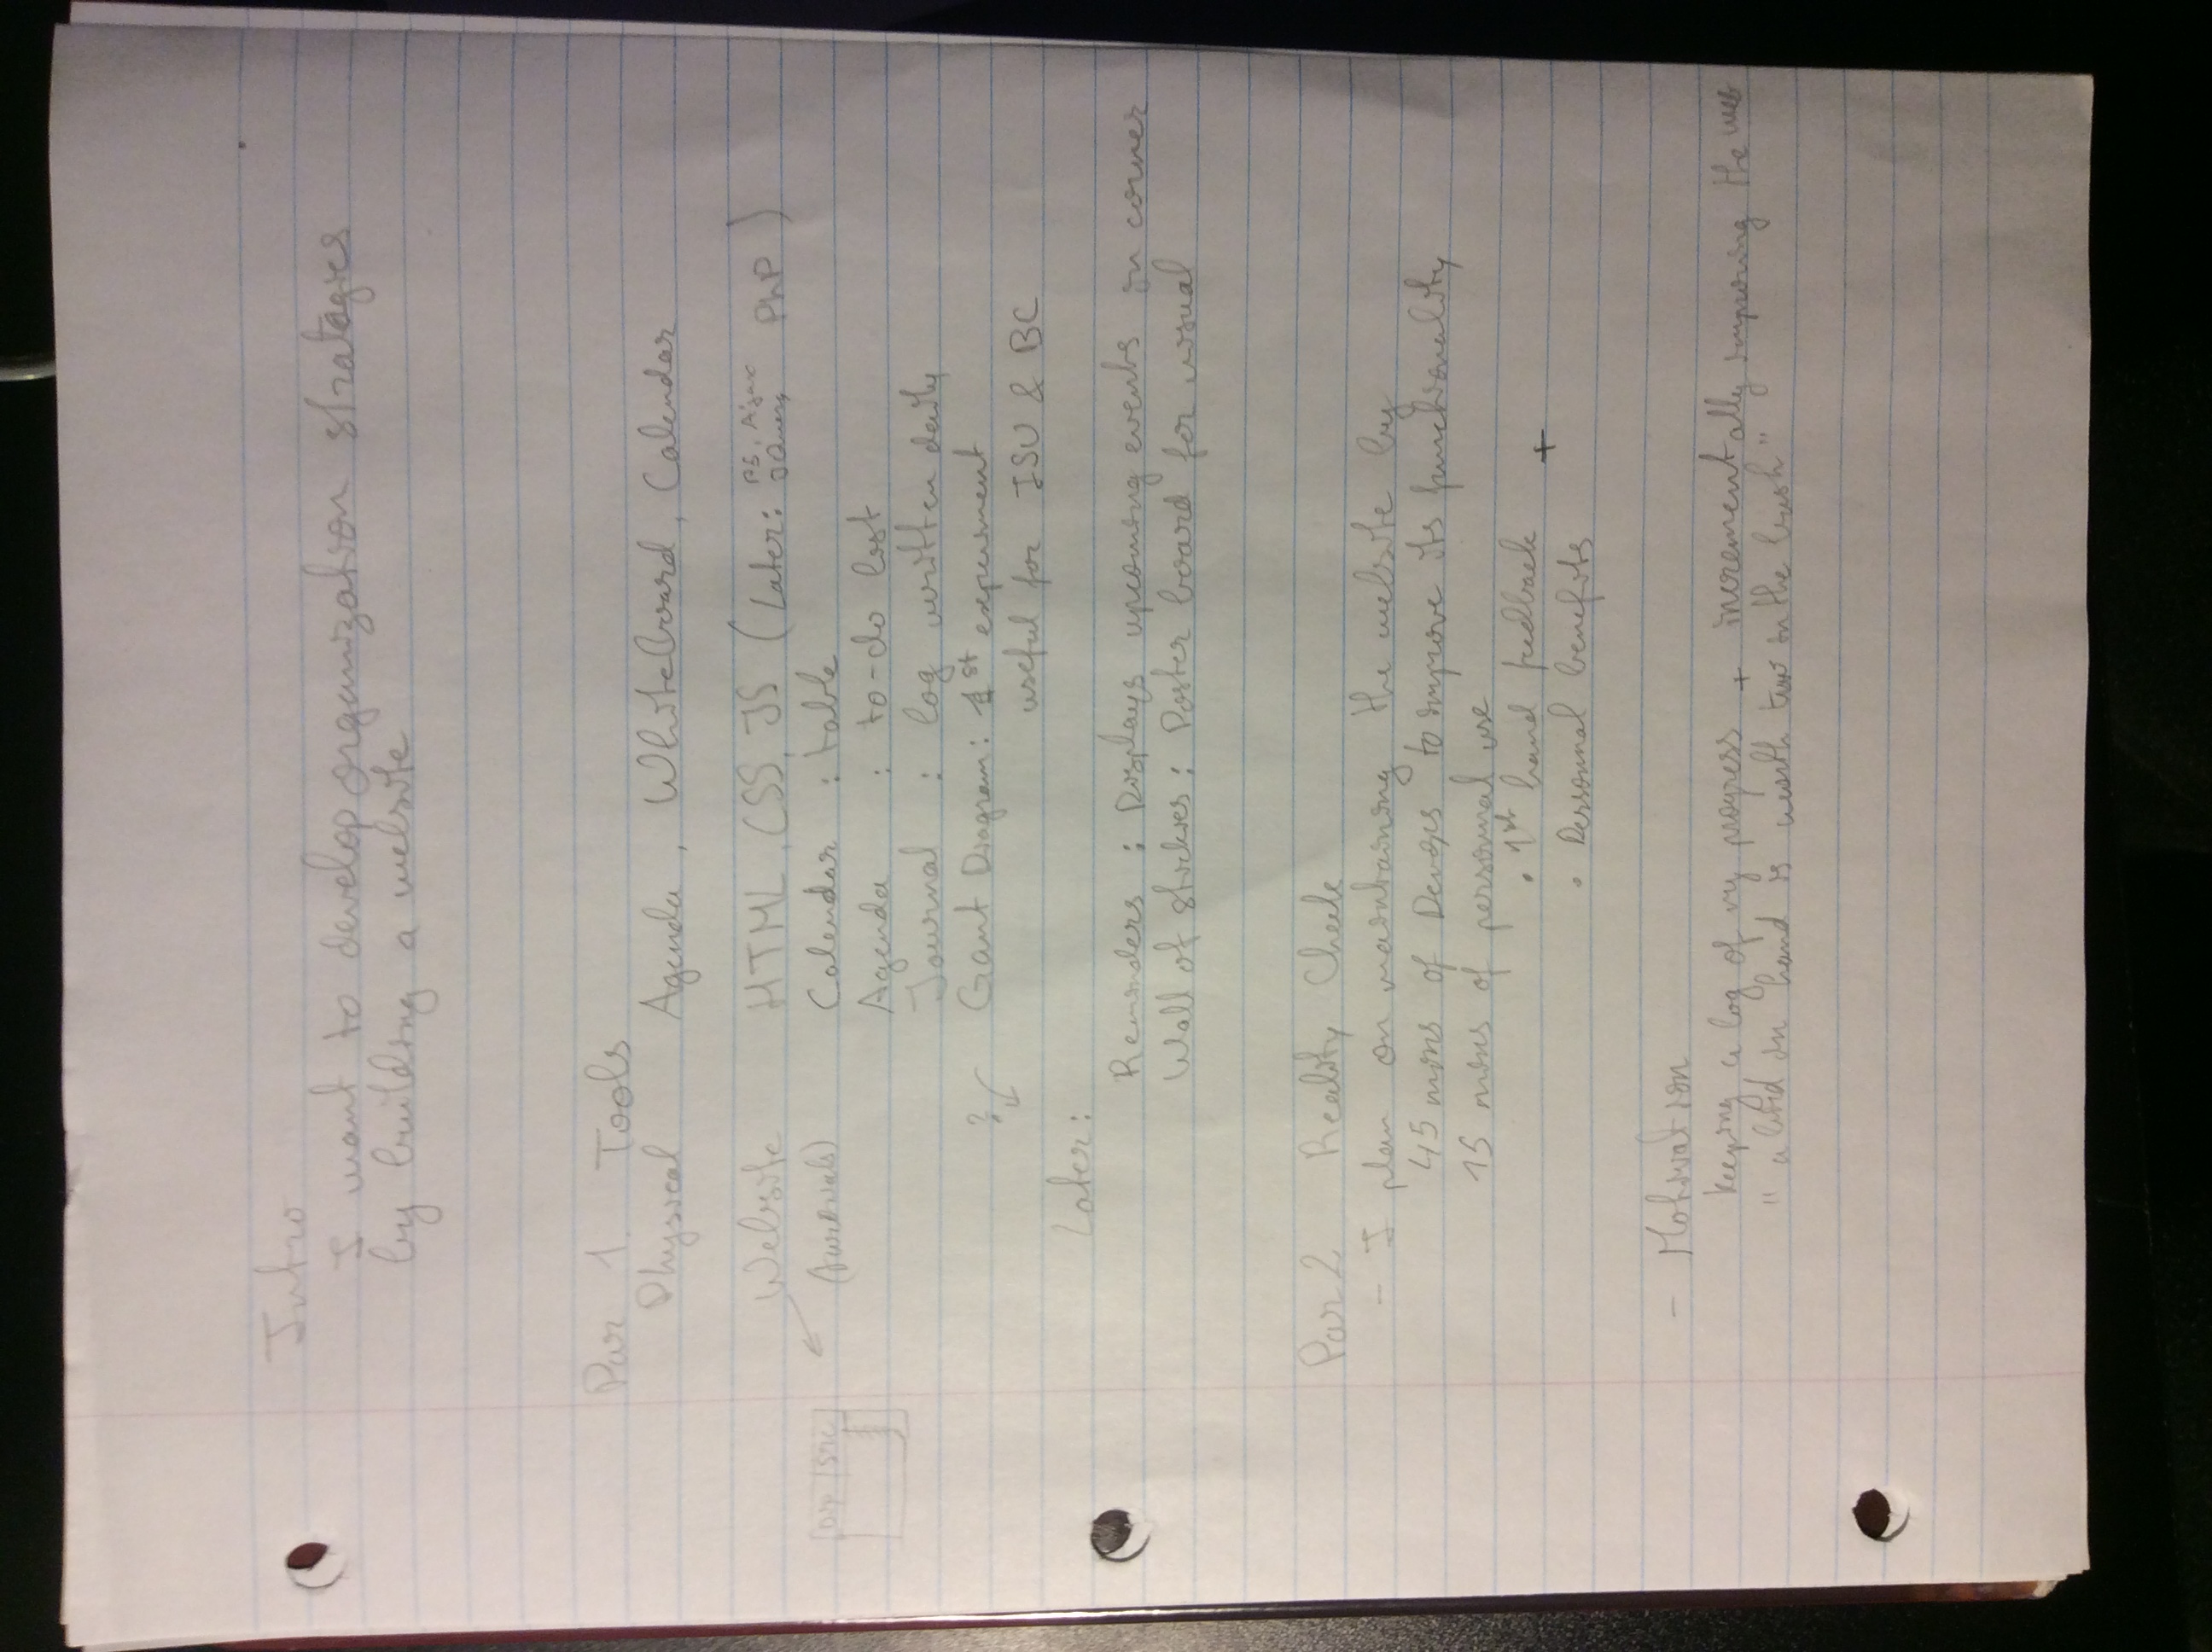 Intro
I want to develop organization strategies
by building a website
Par 1. Tools
Physical Agenda, Whiteboard, Calendar
Website HTML, CSS, JS (Later: P5, Ajax JQuery PhP)
(tutorials) Calendar : table
Disp | Src
Agenda : to-do list
Journal : log written daily
? Gant Diagram: 1st experiment
useful for ISU & BC
Later:
Reminders : Displays upcoming events in corner
Wall of stickies : Poster board for visual
Par 2 Reality Check
- I plan on maintaining the website by
45 mins of Devops to improve its functionality
15 mins of personnal use
• 1st hand feedback +
• Personnal benefits
- Motivation
Keeping a log of my progress + incrementally improving the web
"a bird in hand is worth two in the bush"